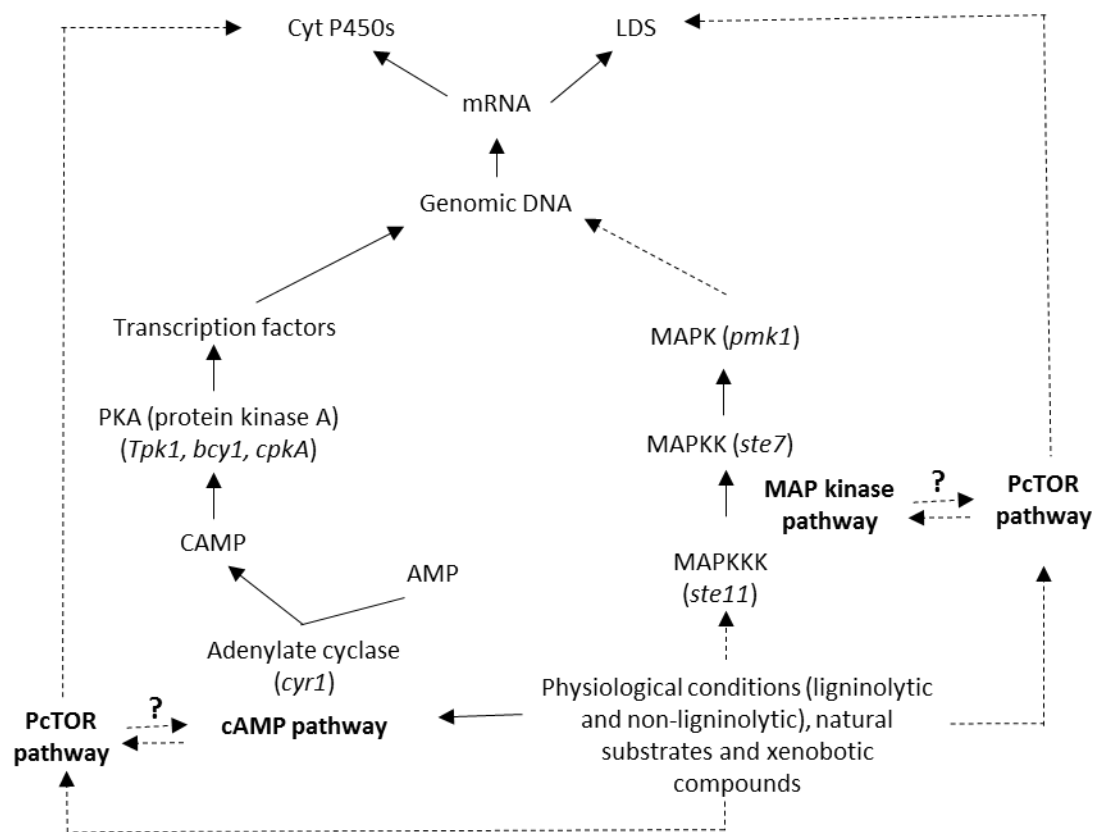 Cyt P450s
LDS
mRNA
Genomic DNA
Transcription factors
MAPK (pmk1)
PKA (protein kinase A)
(Tpk1, bcy1, cpkA)
MAPKK (ste7)
MAP kinase
pathway
?
PcTOR
pathway
CAMP
AMP
MAPKKK
(ste11)
Adenylate cyclase
(cyr1)
cAMP pathway
?
PcTOR
pathway
Physiological conditions (ligninolytic
and non-ligninolytic), natural
substrates and xenobotic
compounds